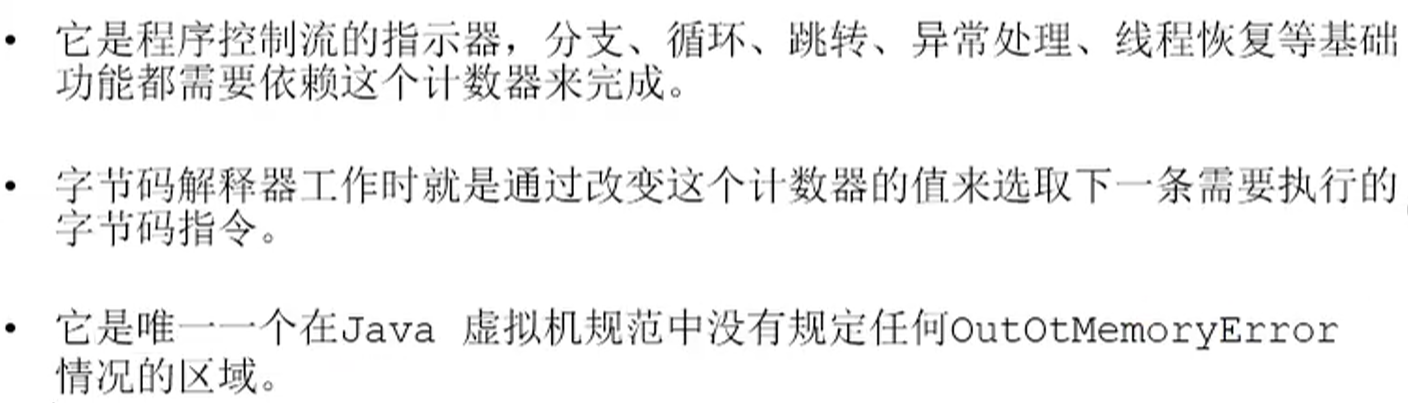 • 它是程序控制流的指示器，分支、循环、跳转、异常处理、线程恢复等基础
功能都需要依赖这个计数器来完成。
• 字节码解释器工作时就是通过改变这个计数器的值来选取下一条需要执行的
字节码指令。
• 它是唯一一个在Java 虚拟机规范中没有规定任何OutOtMemoryError
情况的区域。